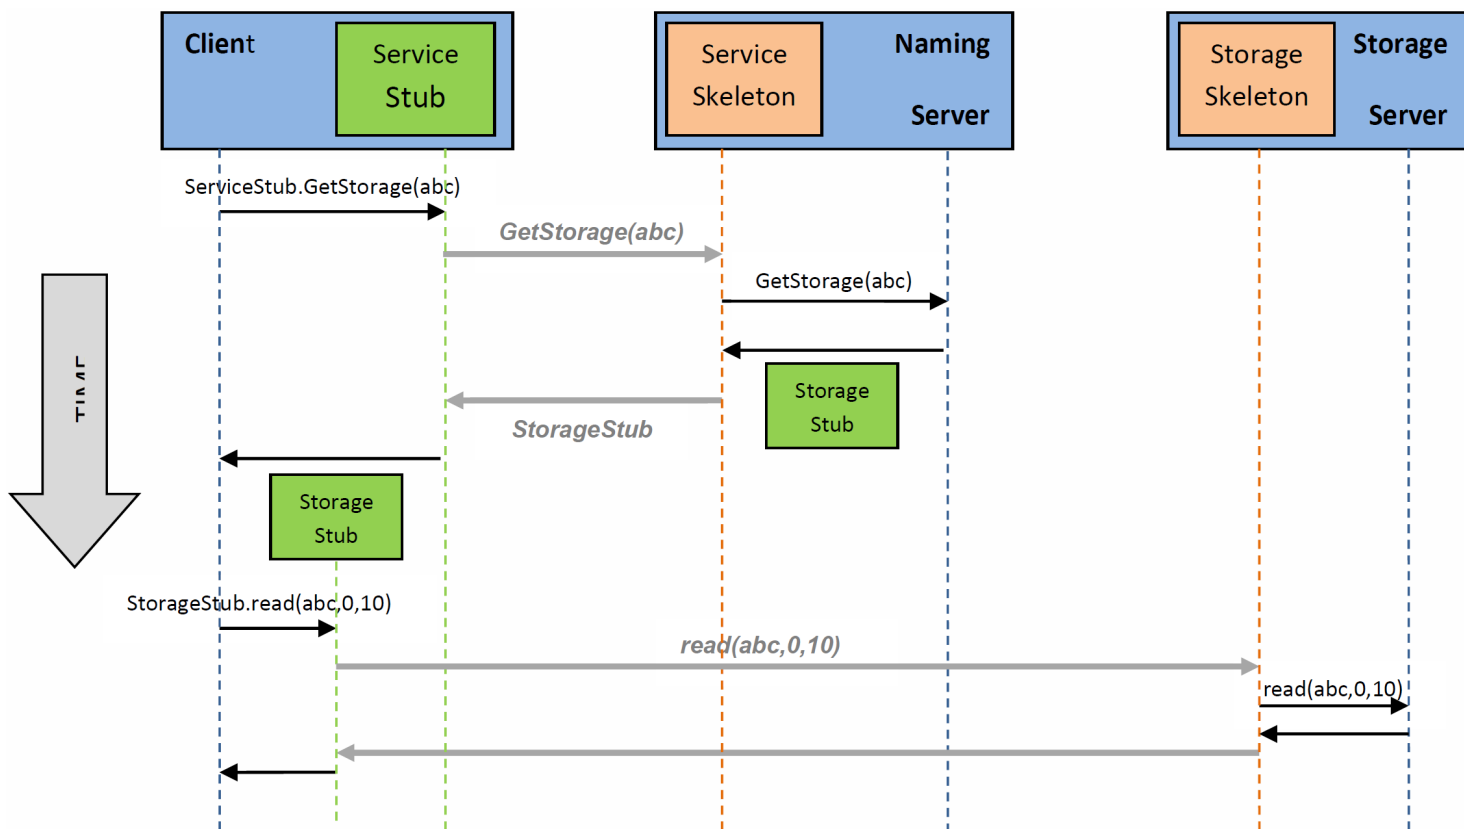 Client
Service
Stub
Service
Skeleton
Naming
Server
Storage
Skeleton
Storage
Server
ServiceStub.GetStorage(abc)
GetStorage(abc)
GetStorage(abc)
TIME
Storage
Stub
StorageStub
Storage
Stub
StorageStub.read(abc,0,10)
read(abc,0,10)
read(abc,0,10)